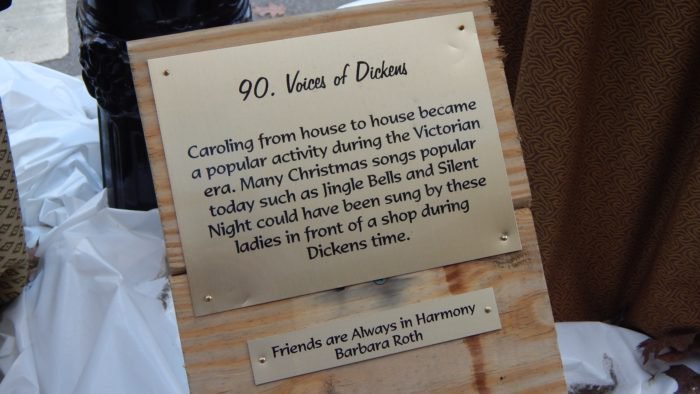 90. Voices of Dickens
Caroling from house to house became
a popular activity during the Victorian
era. Many Christmas songs popular
today such as Jingle Bells and Silent
Night could have been sung by these
ladies in front of a shop during
Dickens time.
Friends are Always in Harmony
Barbara Roth